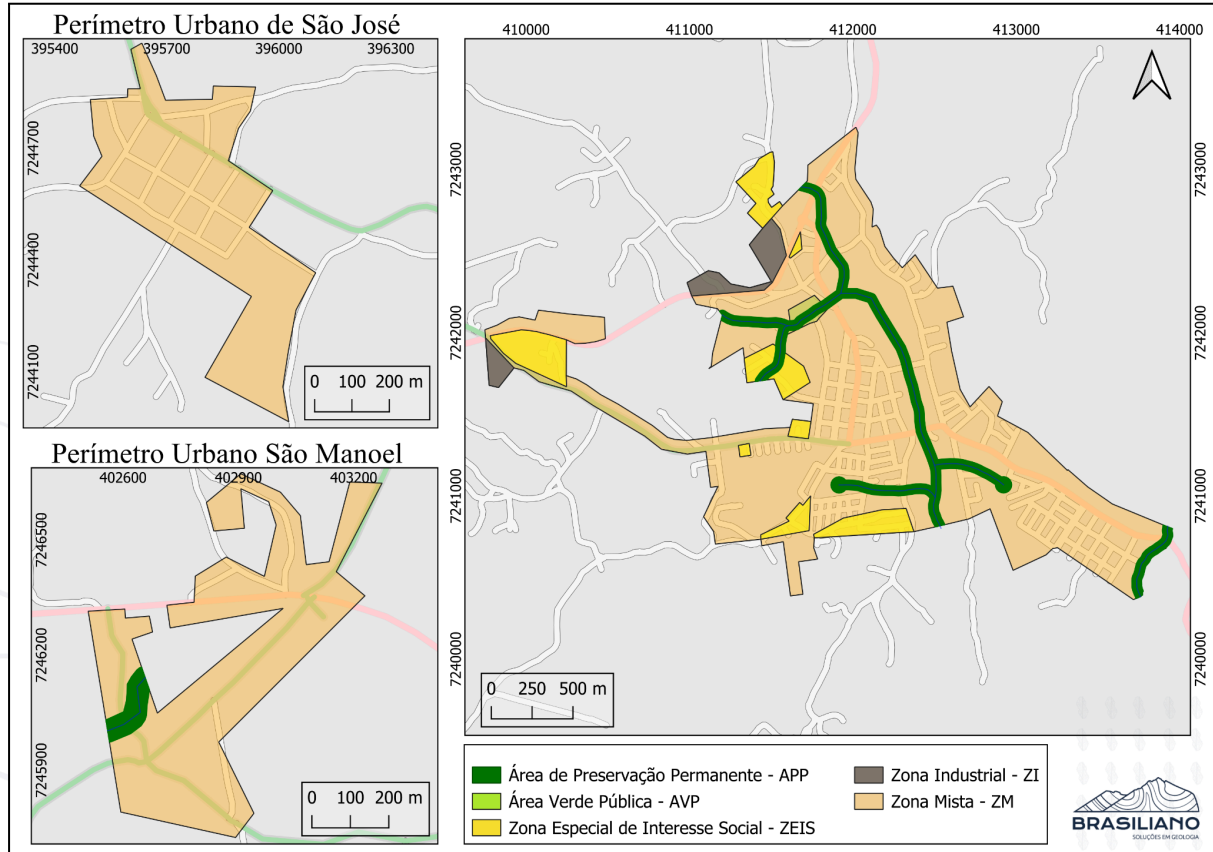 Perímetro Urbano de São José
395400 395700 396000 396300
7244700
7244400
7244100
0 100 200 m
Perímetro Urbano São Manoel
402600 402900 403200
7246500
7246200
7245900
0 100 200 m
410000 411000 412000 413000 414000
7243000 7243000
7242000 7242000
7241000 7241000
7240000 7240000
0 250 500 m
Área de Preservação Permanente - APP
Área Verde Pública - AVP
Zona Especial de Interesse Social - ZEIS
Zona Industrial - ZI
Zona Mista - ZM
BRASILIANO
SOLUÇÕES EM GEOLOGIA